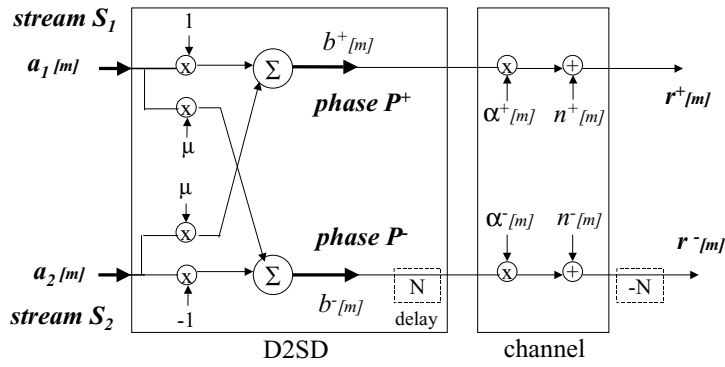 stream S1
1
a1 [m]
x
Σ
b+[m]
x
+
r+[m]
x
phase P+
α+[m]
n+[m]
μ
μ
x
phase P-
α-[m]
n-[m]
r -[m]
a2 [m]
x
Σ
N
x
+
-N
stream S2
-1
b-[m]
delay
D2SD
channel